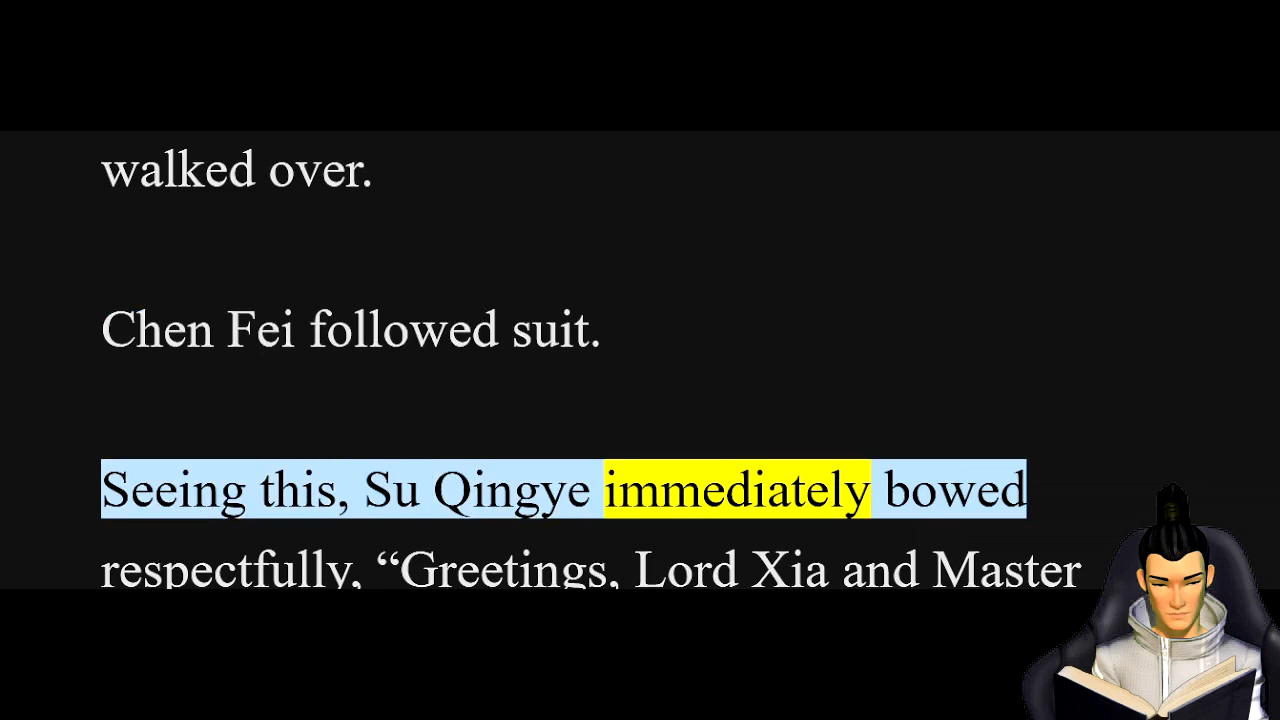 walked over.
Chen Fei followed suit.
Seeing this, Su Qingye immediately bowed
respectfully, “Greetings, Lord Xia and Master